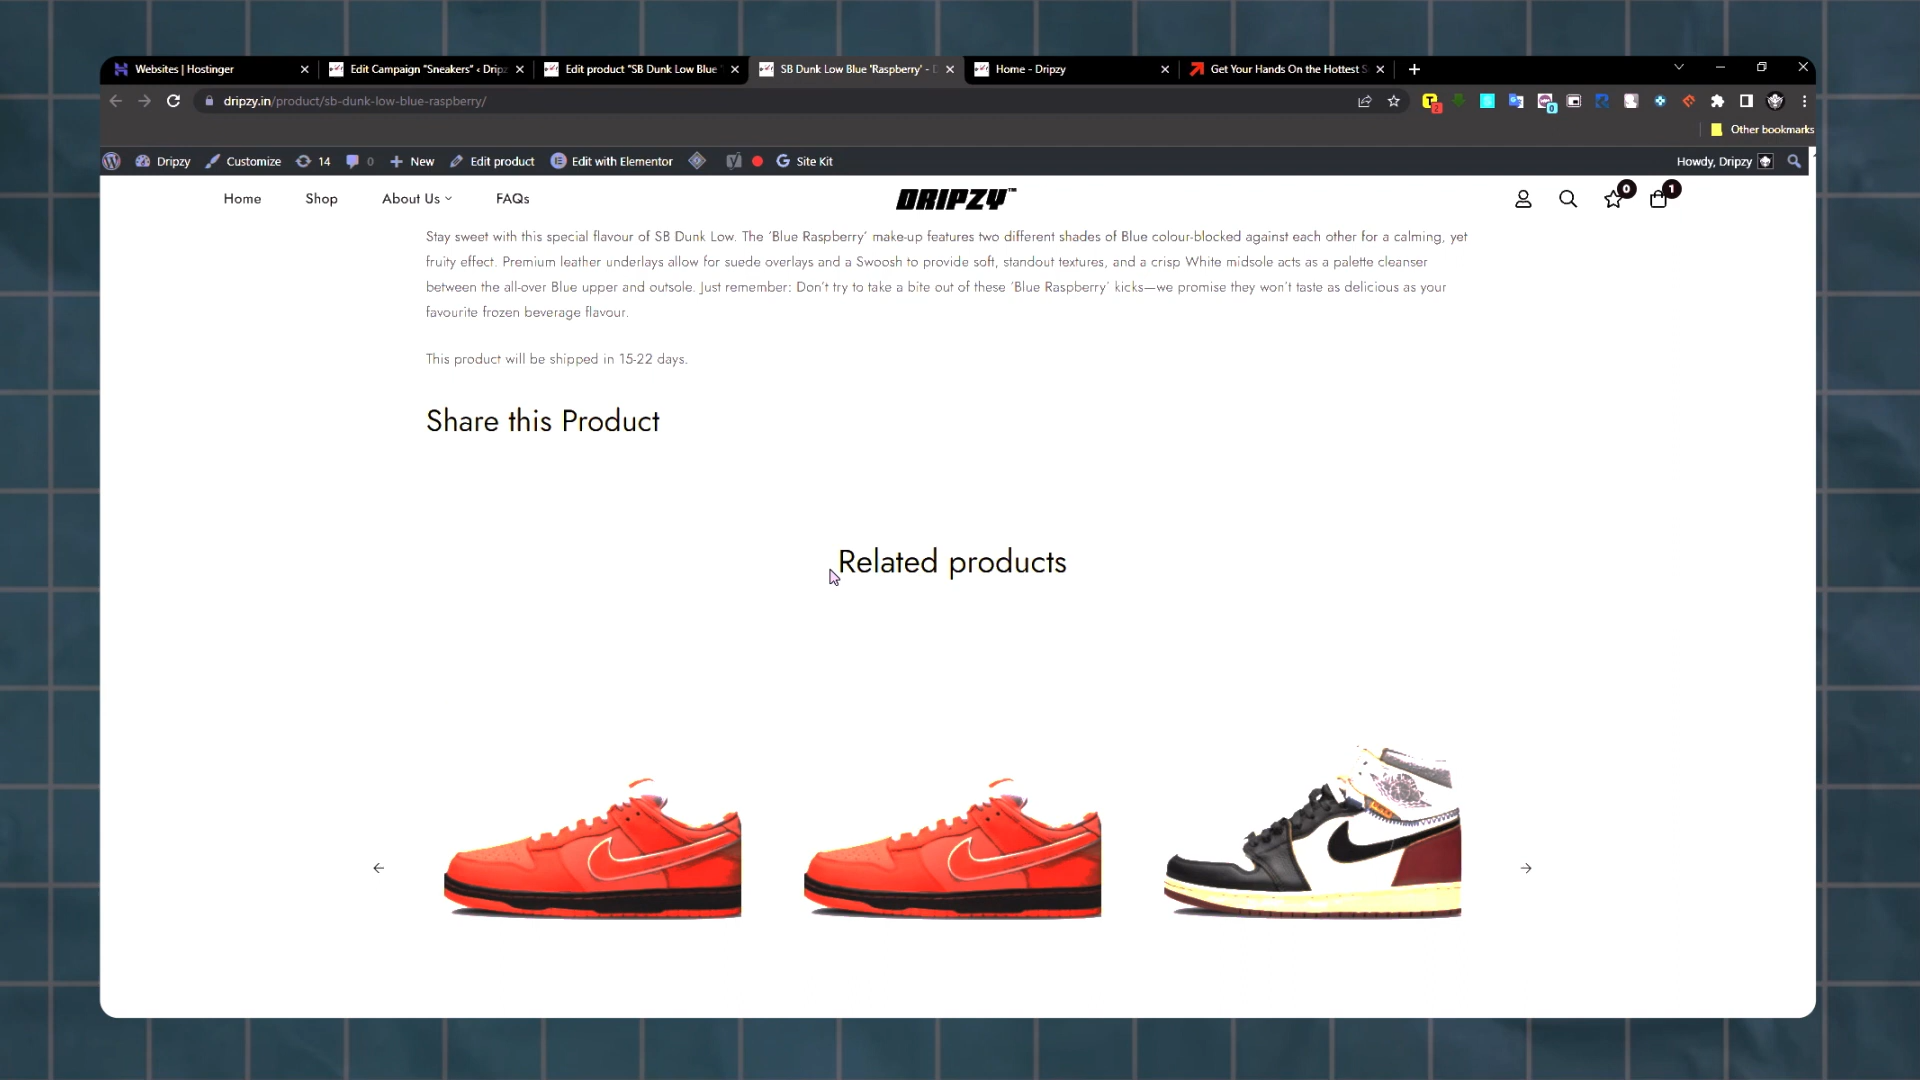 Websites | Hostinger
Edit Campaign "Sneakers" ‹ Dripz
Edit product "SB Dunk Low Blue
SB Dunk Low Blue 'Raspberry' -
Home - Dripzy
Get Your Hands On the Hottest S
dripzy.in/product/sb-dunk-low-blue-raspberry/
2
0
Other bookmarks
Dripzy
Customize
14
0
New
Edit product
Edit with Elementor
Site Kit
Howdy, Dripzy
Home
Shop
About Us
FAQs
DRIPZY™
0
1
Stay sweet with this special flavour of SB Dunk Low. The ‘Blue Raspberry’ make-up features two different shades of Blue colour-blocked against each other for a calming, yet
fruity effect. Premium leather underlays allow for suede overlays and a Swoosh to provide soft, standout textures, and a crisp White midsole acts as a palette cleanser
between the all-over Blue upper and outsole. Just remember: Don’t try to take a bite out of these ‘Blue Raspberry’ kicks—we promise they won’t taste as delicious as your
favourite frozen beverage flavour.
This product will be shipped in 15-22 days.
Share this Product
Related products